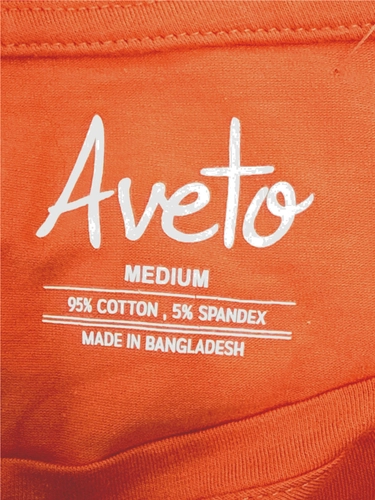 Aveto
MEDIUM
95% COTTON , 5% SPANDEX
MADE IN BANGLADESH